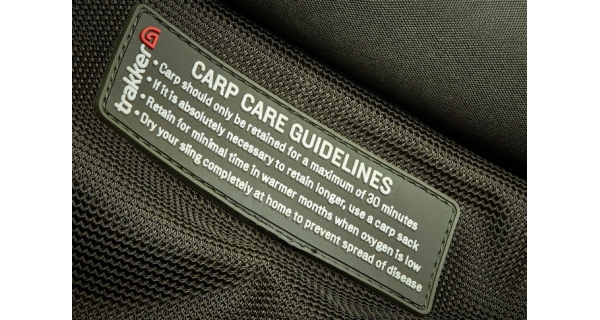 trakker
CARP CARE GUIDELINES
• Carp should only be retained for a maximum of 30 minutes
• If it is absolutely necessary to retain longer, use a carp sack
• Retain for minimal time in warmer months when oxygen is low
• Dry your sling completely at home to prevent spread of disease